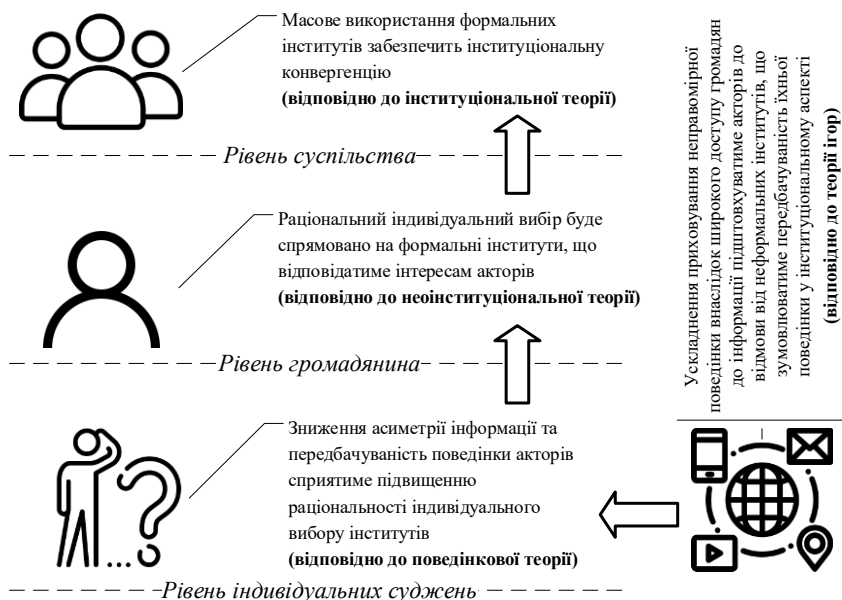 Масове використання формальних
інститутів забезпечить інституціональну
конвергенцію
(відповідно до інституціональної теорії)
Рівень суспільства
Раціональний індивідуальний вибір буде
спрямовано на формальні інститути, що
відповідатиме інтересам акторів
(відповідно до неоінституціональної теорії)
Рівень громадянина
Зниження асиметрії інформації та
передбачуваність поведінки акторів
сприятиме підвищенню
раціональності індивідуального
вибору інститутів
(відповідно до поведінкової теорії)
Рівень індивідуальних суджень
Ускладнення приховування неправомірної
поведінки внаслідок широкого доступу громадян
до інформації підштовхуватиме акторів до
відмови від неформальних інститутів, що
зумовлюватиме передбачуваність їхньої
поведінки у інституціональному аспекті
(відповідно до теорії ігор)